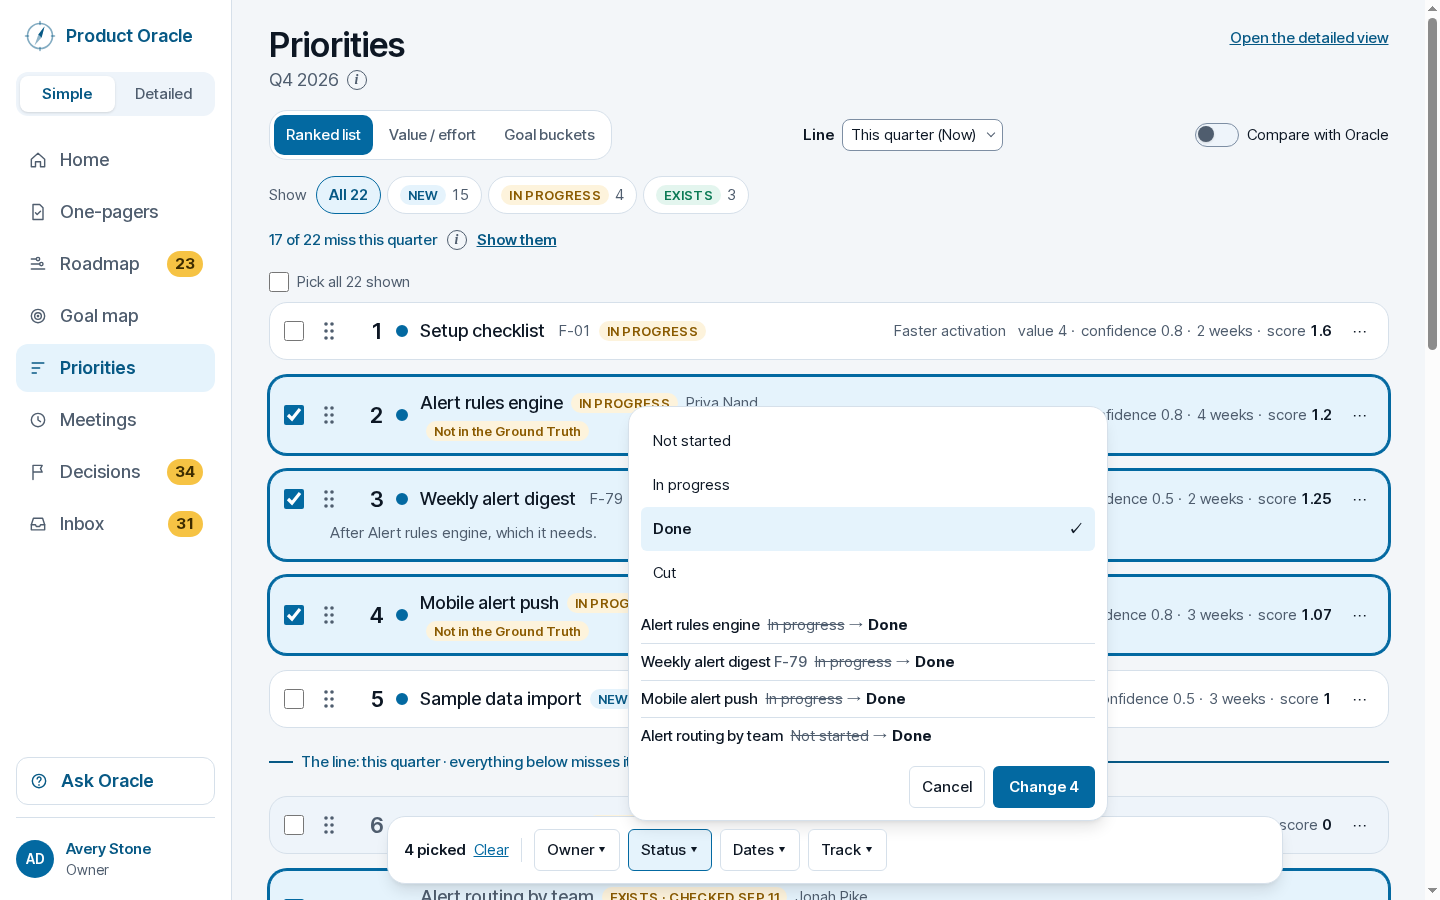 Product Oracle
Simple
Detailed
Home
One-pagers
Roadmap 23
Goal map
Priorities
Meetings
Decisions 34
Inbox 31
Ask Oracle
AD
Avery Stone
Owner
Priorities
Open the detailed view
Q4 2026 i
Ranked list
Value / effort
Goal buckets
Line
This quarter (Now)
Compare with Oracle
Show
All 22
NEW 15
IN PROGRESS 4
EXISTS 3
17 of 22 miss this quarter i Show them
Pick all 22 shown
1 Setup checklist F-01 IN PROGRESS Faster activation value 4 · confidence 0.8 · 2 weeks · score 1.6 ···
2 Alert rules engine IN PROGRESS Priya Nand
Not in the Ground Truth
fidence 0.8 · 4 weeks · score 1.2 ···
3 Weekly alert digest F-79
dence 0.5 · 2 weeks · score 1.25 ···
After Alert rules engine, which it needs.
4 Mobile alert push IN PROG
Not in the Ground Truth
dence 0.8 · 3 weeks · score 1.07 ···
5 Sample data import NEW
nfidence 0.5 · 3 weeks · score 1 ···
The line: this quarter · everything below misses it
6
score 0 ···
Alert routing by team EXISTS · CHECKED SEP 11 Jonah Pike
Not started
In progress
Done ✓
Cut
Alert rules engine In progress → Done
Weekly alert digest F-79 In progress → Done
Mobile alert push In progress → Done
Alert routing by team Not started → Done
Cancel
Change 4
4 picked Clear
Owner ▾
Status ▾
Dates ▾
Track ▾